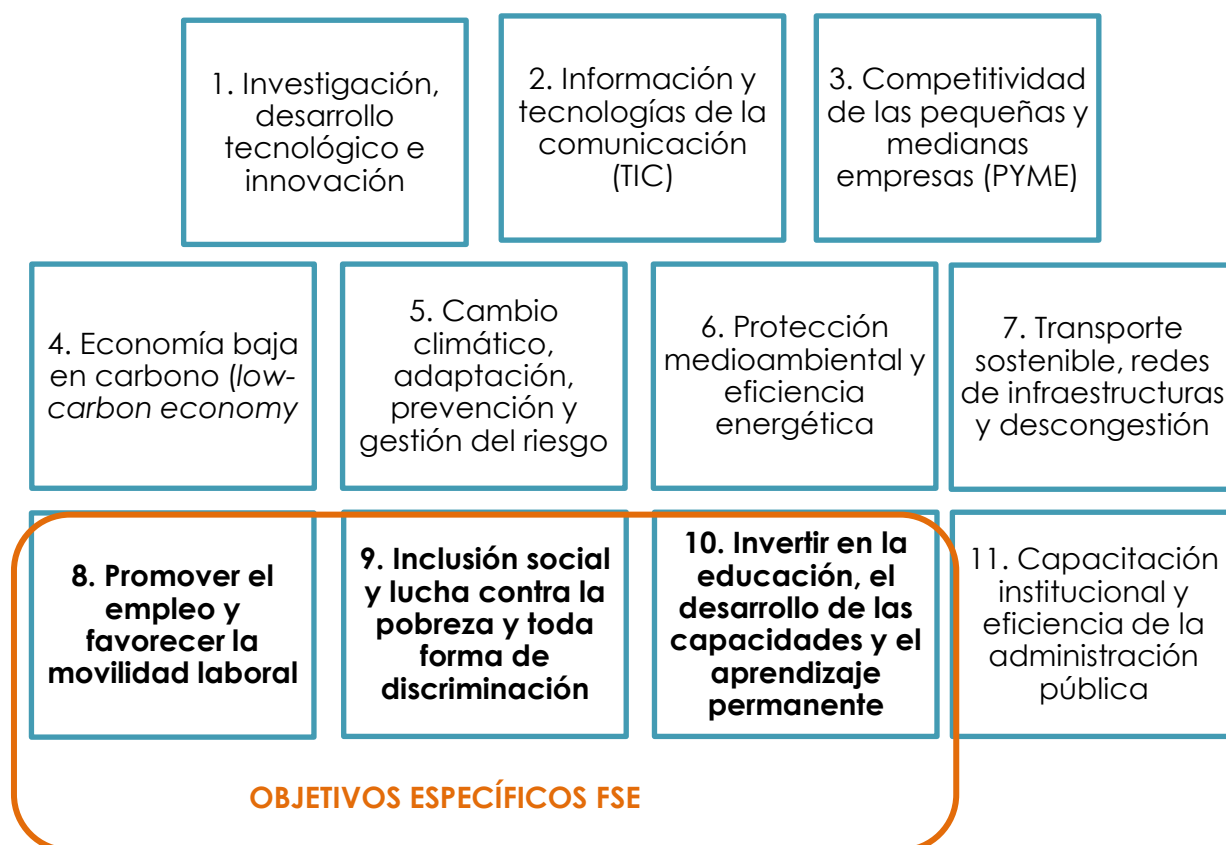 1. Investigación,
desarrollo
tecnológico e
innovación
2. Información y
tecnologías de la
comunicación
(TIC)
3. Competitividad
de las pequeñas y
medianas
empresas (PYME)
4. Economía baja
en carbono (low-
carbon economy
5. Cambio
climático,
adaptación,
prevención y
gestión del riesgo
6. Protección
medioambiental y
eficiencia
energética
7. Transporte
sostenible, redes
de infraestructuras
y descongestión
8. Promover el
empleo y
favorecer la
movilidad laboral
9. Inclusión social
y lucha contra la
pobreza y toda
forma de
discriminación
10. Invertir en la
educación, el
desarrollo de las
capacidades y el
aprendizaje
permanente
11. Capacitación
institucional y
eficiencia de la
administración
pública
OBJETIVOS ESPECÍFICOS FSE